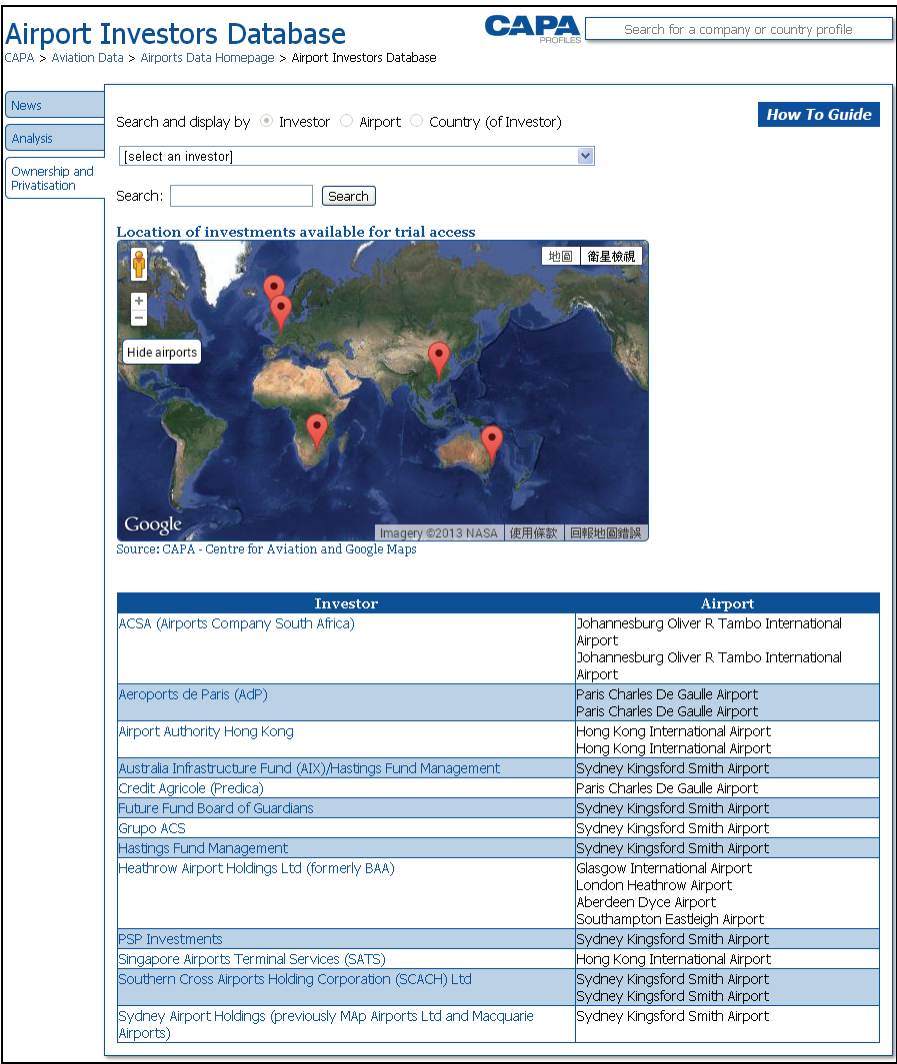 Airport Investors Database
CAPA
PROFILES
Search for a company or country profile
CAPA > Aviation Data > Airports Data Homepage > Airport Investors Database
News
Analysis
Ownership and
Privatisation
Search and display by Investor Airport Country (of Investor)
How To Guide
[select an investor]
Search: Search
Location of investments available for trial access
地圖 衛星檢視
+
−
Hide airports
Google
Imagery ©2013 NASA 使用條款 回報地圖錯誤
Source: CAPA - Centre for Aviation and Google Maps
Investor Airport
ACSA (Airports Company South Africa) Johannesburg Oliver R Tambo International
Airport
Johannesburg Oliver R Tambo International
Airport
Aeroports de Paris (AdP) Paris Charles De Gaulle Airport
Paris Charles De Gaulle Airport
Airport Authority Hong Kong Hong Kong International Airport
Hong Kong International Airport
Australia Infrastructure Fund (AIX)/Hastings Fund Management Sydney Kingsford Smith Airport
Credit Agricole (Predica) Paris Charles De Gaulle Airport
Future Fund Board of Guardians Sydney Kingsford Smith Airport
Grupo ACS Sydney Kingsford Smith Airport
Hastings Fund Management Sydney Kingsford Smith Airport
Heathrow Airport Holdings Ltd (formerly BAA) Glasgow International Airport
London Heathrow Airport
Aberdeen Dyce Airport
Southampton Eastleigh Airport
PSP Investments Sydney Kingsford Smith Airport
Singapore Airports Terminal Services (SATS) Hong Kong International Airport
Southern Cross Airports Holding Corporation (SCACH) Ltd Sydney Kingsford Smith Airport
Sydney Kingsford Smith Airport
Sydney Airport Holdings (previously MAp Airports Ltd and Macquarie Sydney Kingsford Smith Airport
Airports)